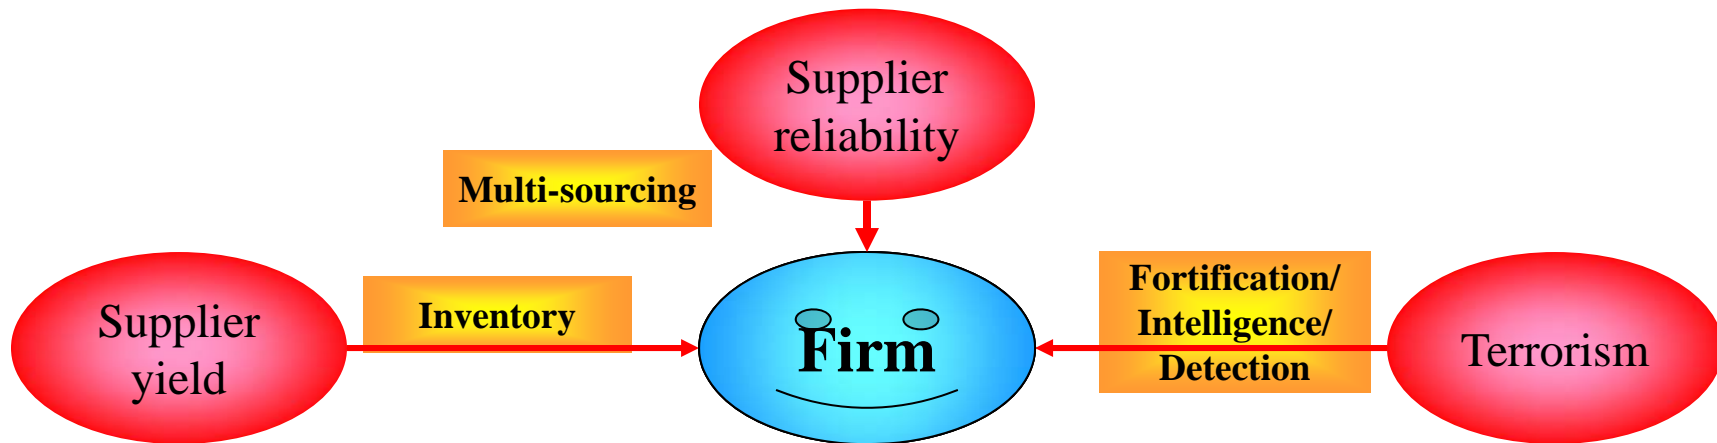 Supplier
reliability
Multi-sourcing
Supplier
yield
Inventory
Firm
Fortification/
Intelligence/
Detection
Terrorism